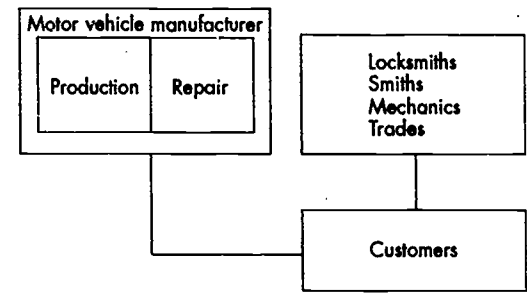 Motor vehicle manufacturer
Production
Repair
Locksmiths
Smiths
Mechanics
Trades
Customers